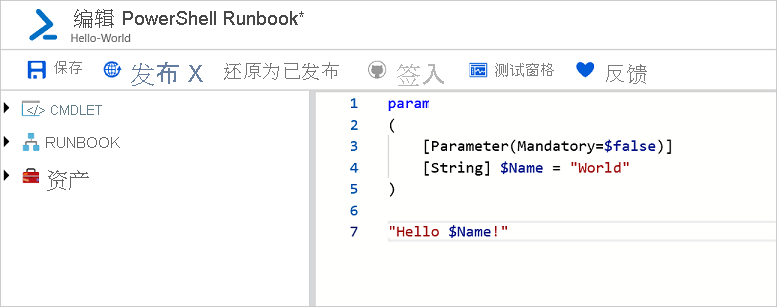 编辑 PowerShell Runbook*
Hello-World
保存 发布 X 还原为已发布 签入 测试窗格 反馈
</> CMDLET
RUNBOOK
资产
1 param
2 (
3 [Parameter(Mandatory=$false)]
4 [String] $Name = "World"
5 )
6
7 "Hello $Name!"